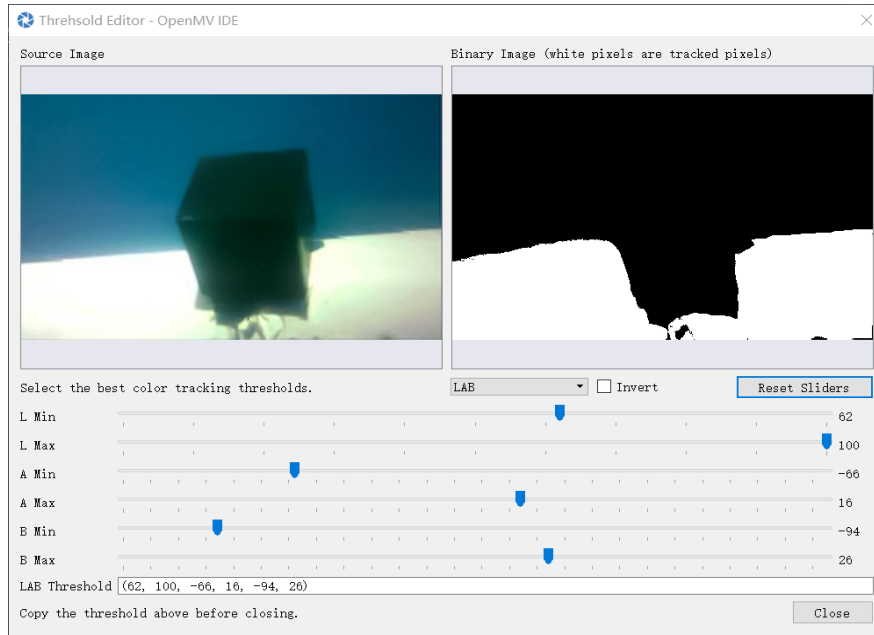 Threhsold Editor - OpenMV IDE
Source Image
Binary Image (white pixels are tracked pixels)
Select the best color tracking thresholds.
LAB
Invert
Reset Sliders
L Min 62
L Max 100
A Min -66
A Max 16
B Min -94
B Max 26
LAB Threshold (62, 100, -66, 16, -94, 26)
Copy the threshold above before closing.
Close